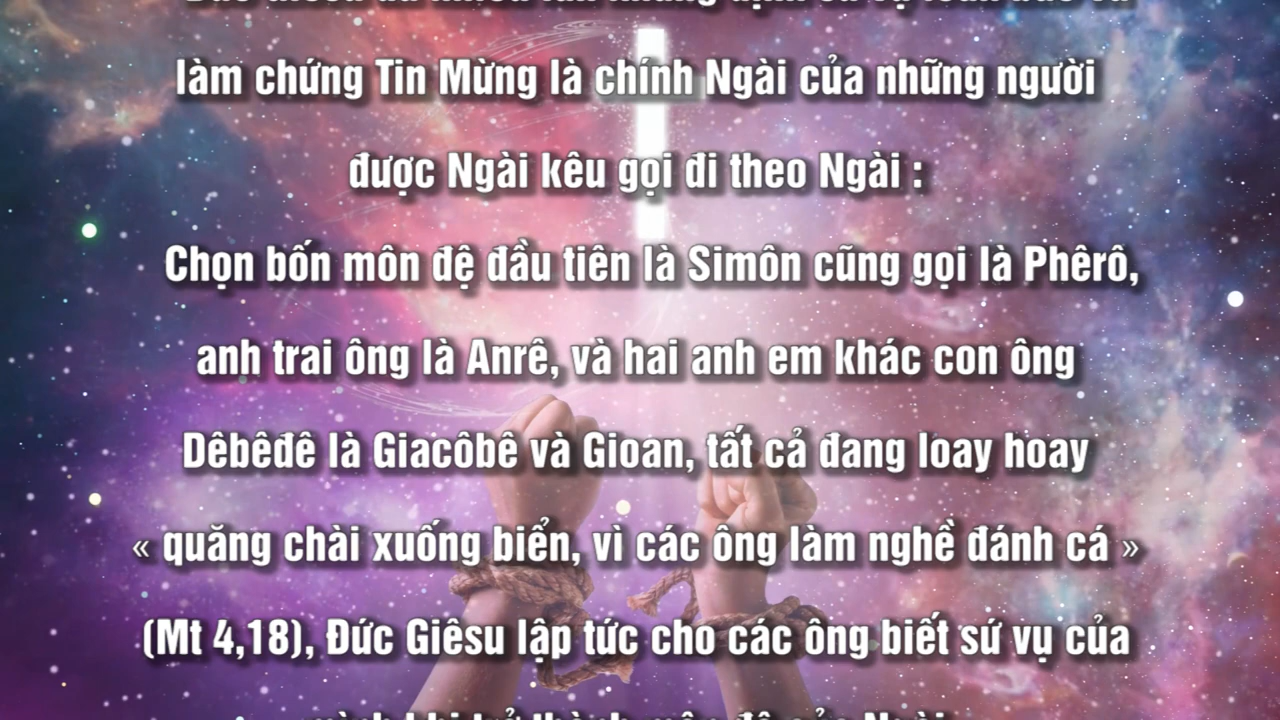 làm chứng Tin Mừng là chính Ngài của những người
được Ngài kêu gọi đi theo Ngài :
Chọn bốn môn đệ đầu tiên là Simôn cũng gọi là Phêrô,
anh trai ông là Anrê, và hai anh em khác con ông
Dêbêđê là Giacôbê và Gioan, tất cả đang loay hoay
« quăng chài xuống biển, vì các ông làm nghề đánh cá »
(Mt 4,18), Đức Giêsu lập tức cho các ông biết sứ vụ của